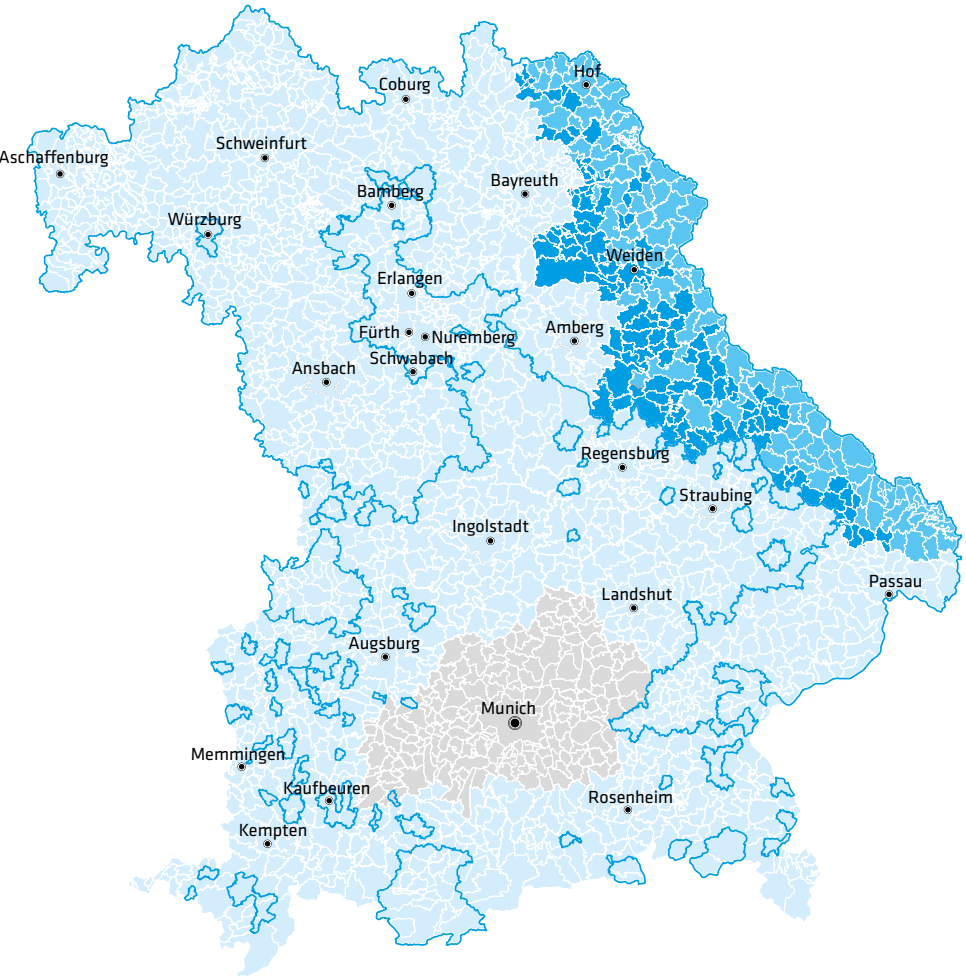 Hof
Coburg
Schweinfurt
Aschaffenburg
Bayreuth
Bamberg
Würzburg
Weiden
Erlangen
Amberg
Fürth
Nuremberg
Schwabach
Ansbach
Regensburg
Straubing
Ingolstadt
Passau
Landshut
Augsburg
Munich
Memmingen
Kaufbeuren
Rosenheim
Kempten